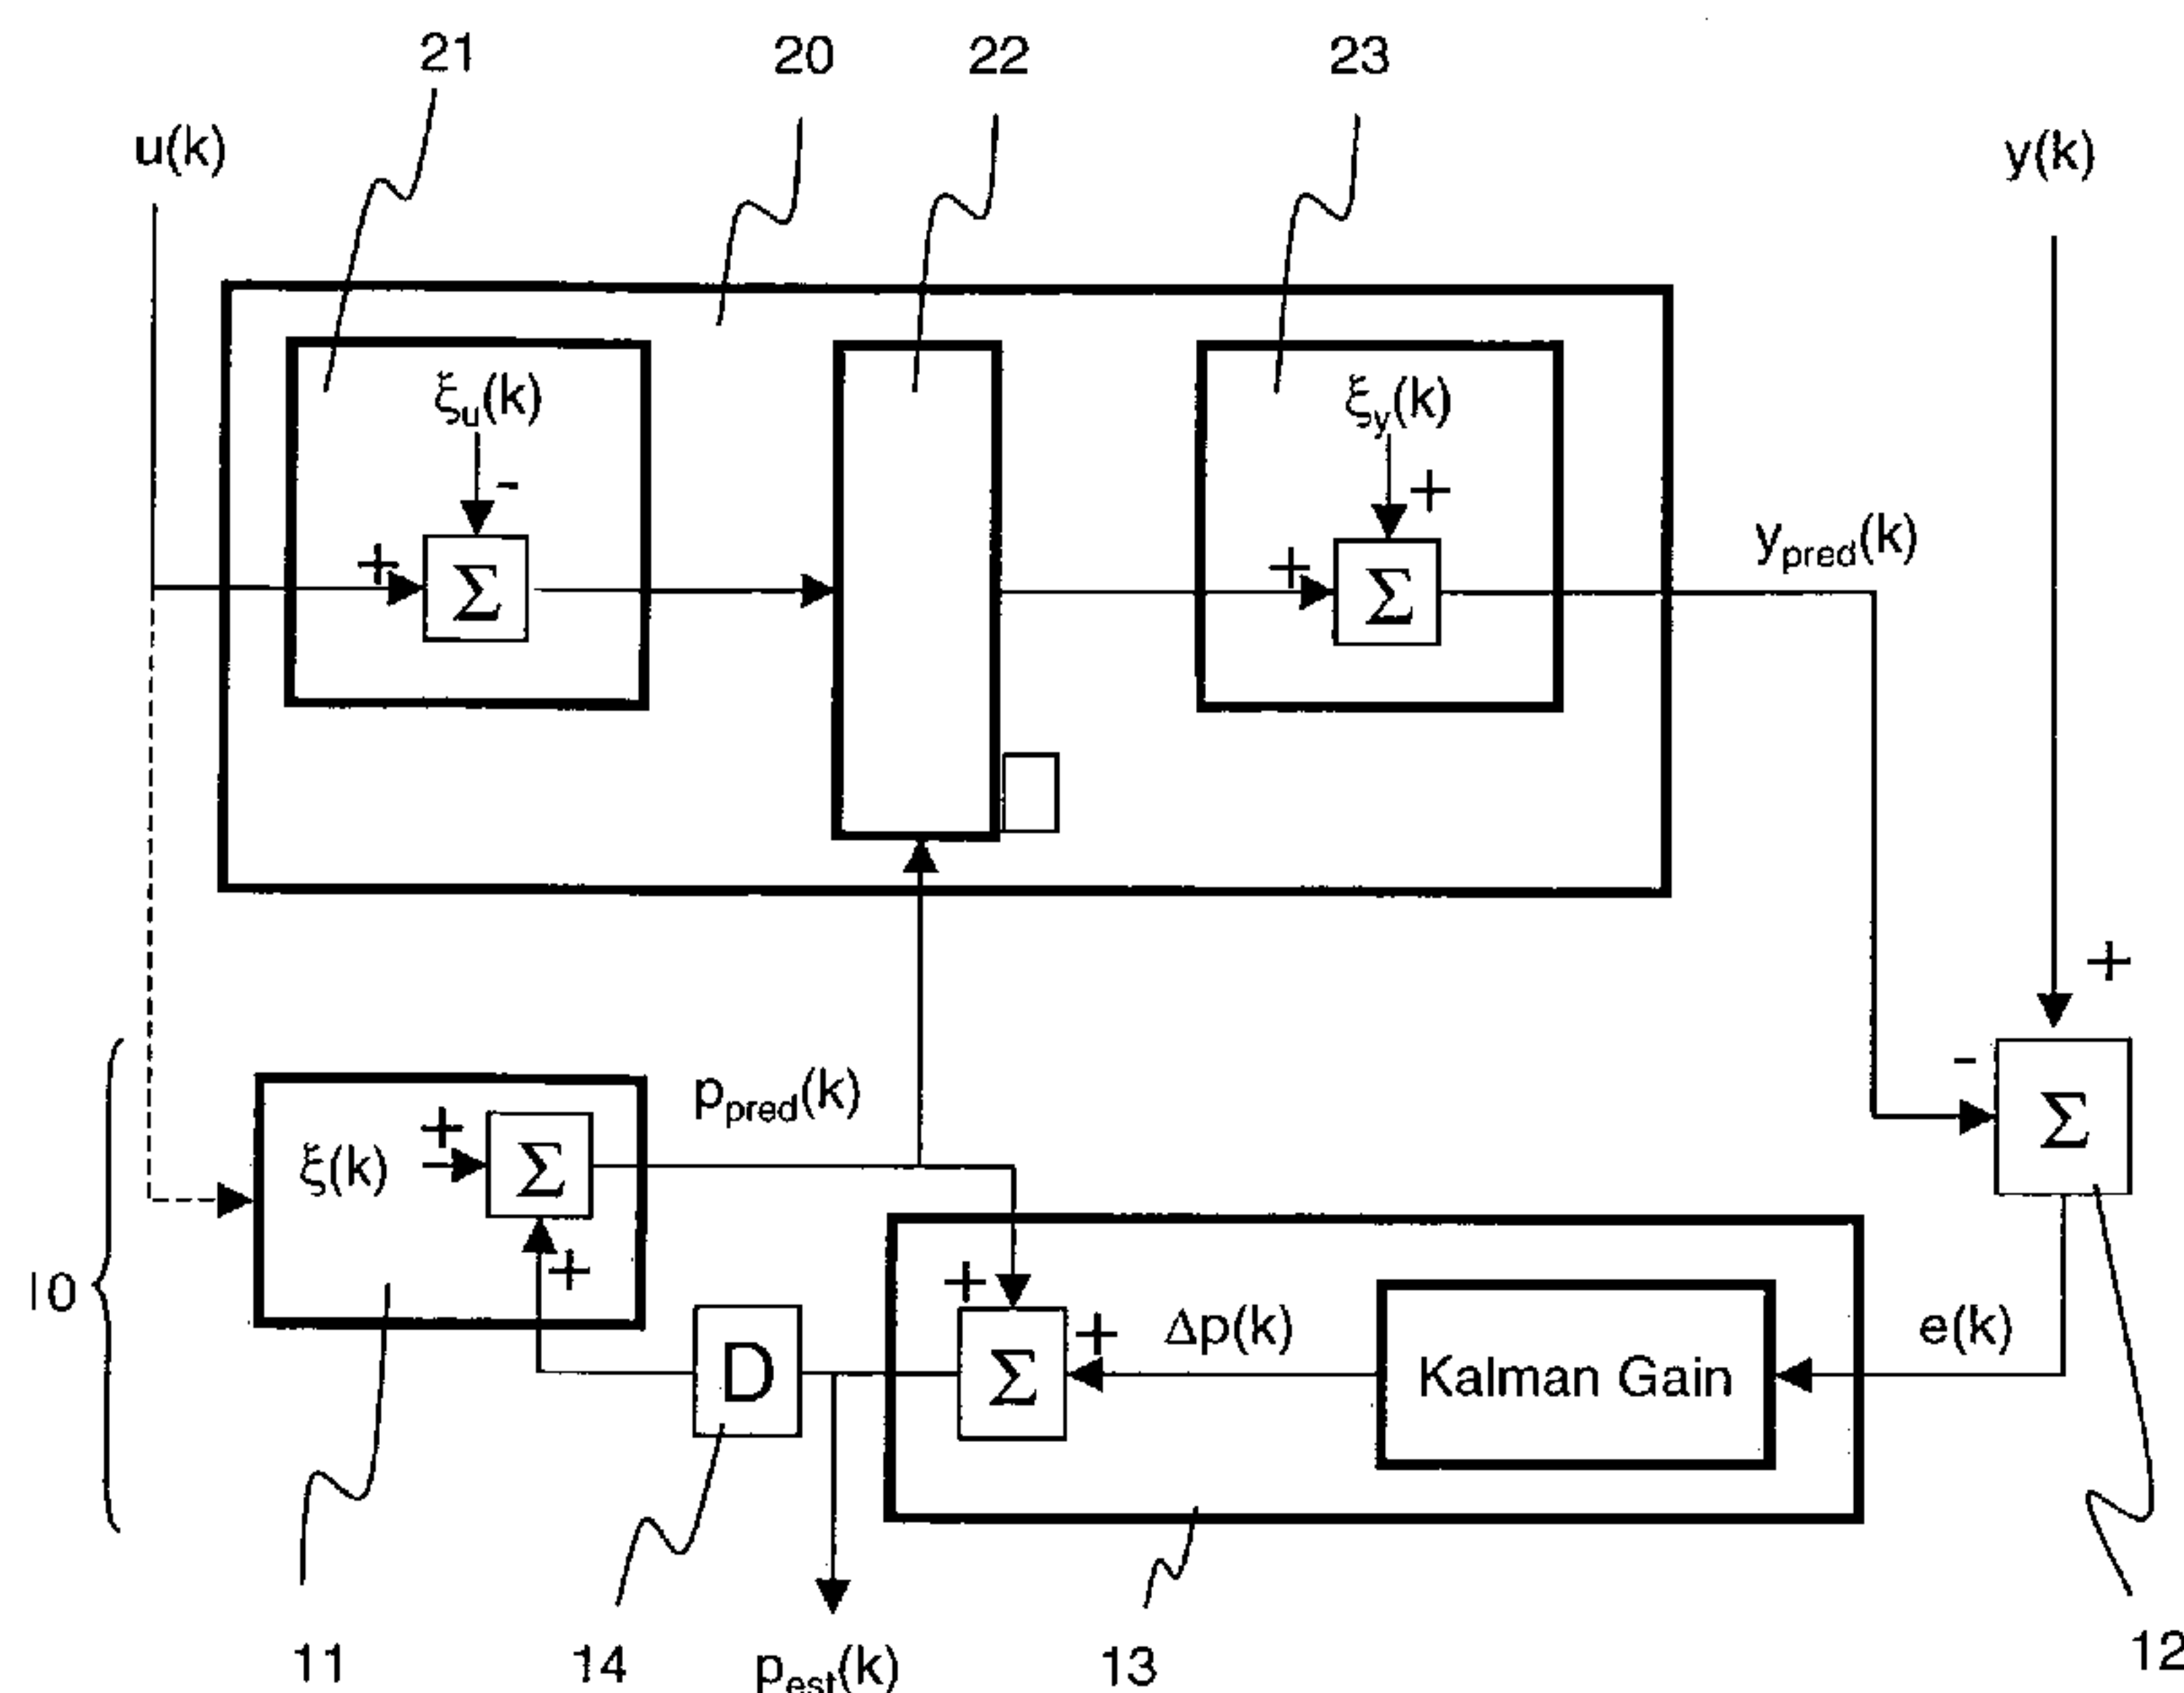 21
20
22
23
u(k)
y(k)
ξu(k)
-
+
Σ
ξy(k)
+
+
Σ
ypred(k)
+
-
Σ
ppred(k)
ξ(k)
+
Σ
+
10
D
+
Σ
+
Δp(k)
Kalman Gain
e(k)
11
14
pest(k)
13
12